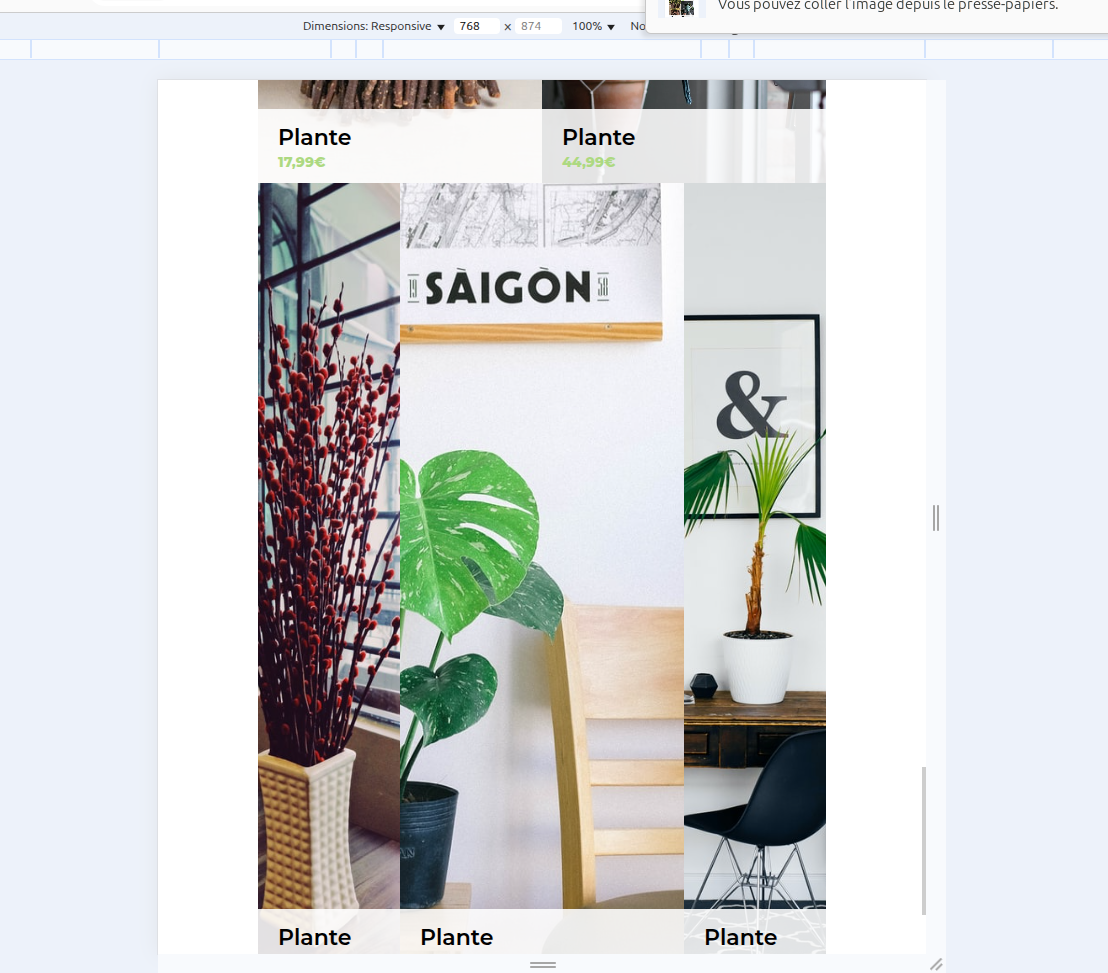 Vous pouvez coller l'image depuis le presse-papiers.
Dimensions: Responsive 768 x 874 100% No
Plante Plante
17,99€ 44,99€
19 SÀIGÒN 58
&
Plante Plante Plante